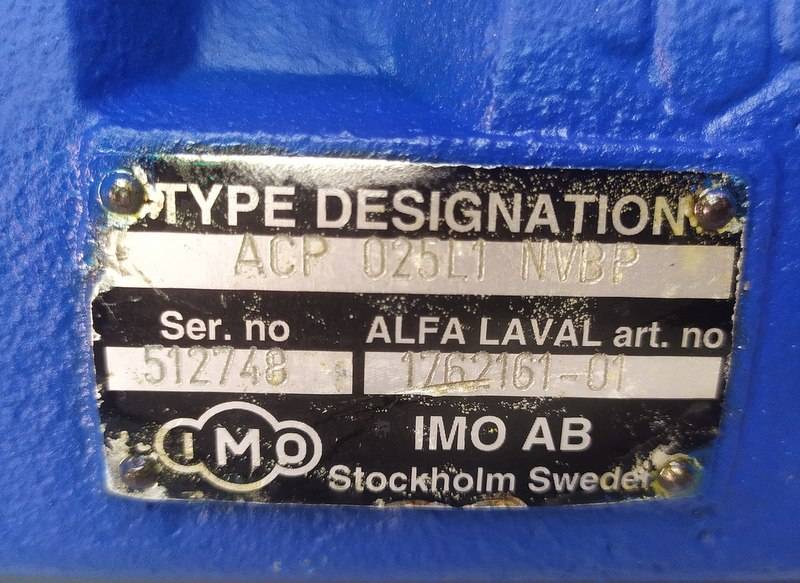 TYPE DESIGNATION
ACP 025L1 NVBP
Ser. no ALFA LAVAL art. no
512748 1762161-01
IMO IMO AB
Stockholm Sweden